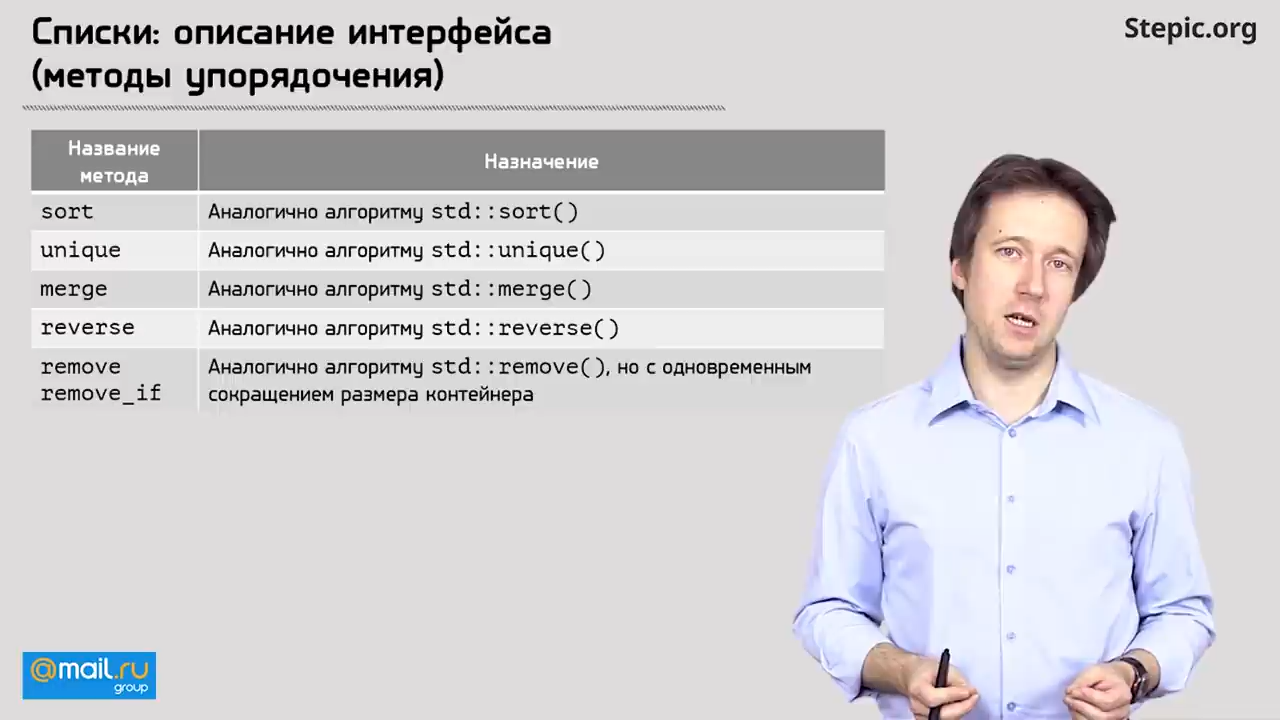 Списки: описание интерфейса
(методы упорядочения)
Stepic.org
Название
метода
Назначение
sort
Аналогично алгоритму std::sort()
unique
Аналогично алгоритму std::unique()
merge
Аналогично алгоритму std::merge()
reverse
Аналогично алгоритму std::reverse()
remove
remove_if
Аналогично алгоритму std::remove(), но с одновременным
сокращением размера контейнера
@mail.ru
group